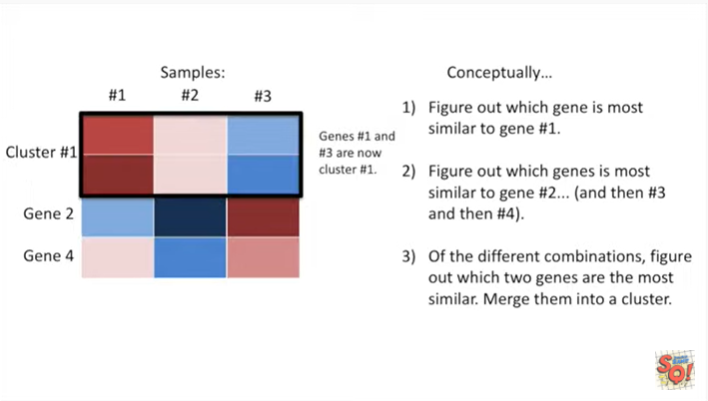 Samples:
#1 #2 #3
Cluster #1
Gene 2
Gene 4
Genes #1 and
#3 are now
cluster #1.
Conceptually...
1) Figure out which gene is most
similar to gene #1.
2) Figure out which genes is most
similar to gene #2... (and then #3
and then #4).
3) Of the different combinations, figure
out which two genes are the most
similar. Merge them into a cluster.
SQ!